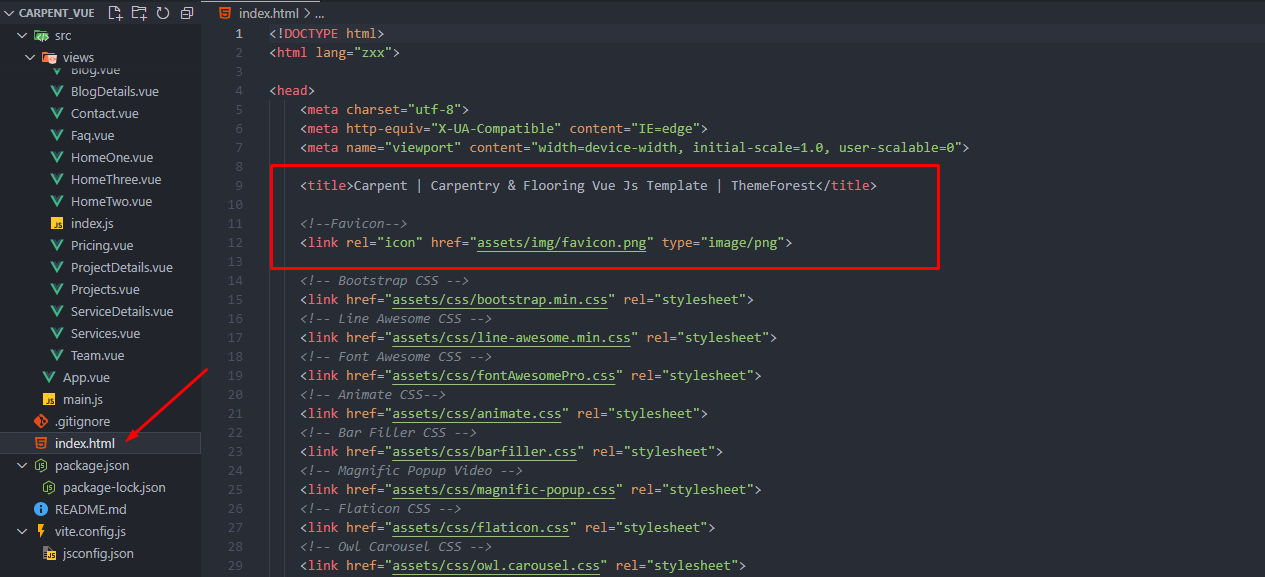 CARPENT_VUE
src
views
Blog.vue
BlogDetails.vue
Contact.vue
Faq.vue
HomeOne.vue
HomeThree.vue
HomeTwo.vue
index.js
Pricing.vue
ProjectDetails.vue
Projects.vue
ServiceDetails.vue
Services.vue
Team.vue
App.vue
main.js
.gitignore
index.html
package.json
package-lock.json
README.md
vite.config.js
jsconfig.json
index.html > ...
1 <!DOCTYPE html>
2 <html lang="zxx">
3
4 <head>
5 <meta charset="utf-8">
6 <meta http-equiv="X-UA-Compatible" content="IE=edge">
7 <meta name="viewport" content="width=device-width, initial-scale=1.0, user-scalable=0">
8
9 <title>Carpent | Carpentry & Flooring Vue Js Template | ThemeForest</title>
10
11 <!--Favicon-->
12 <link rel="icon" href="assets/img/favicon.png" type="image/png">
13
14 <!-- Bootstrap CSS -->
15 <link href="assets/css/bootstrap.min.css" rel="stylesheet">
16 <!-- Line Awesome CSS -->
17 <link href="assets/css/line-awesome.min.css" rel="stylesheet">
18 <!-- Font Awesome CSS -->
19 <link href="assets/css/fontAwesomePro.css" rel="stylesheet">
20 <!-- Animate CSS-->
21 <link href="assets/css/animate.css" rel="stylesheet">
22 <!-- Bar Filler CSS -->
23 <link href="assets/css/barfiller.css" rel="stylesheet">
24 <!-- Magnific Popup Video -->
25 <link href="assets/css/magnific-popup.css" rel="stylesheet">
26 <!-- Flaticon CSS -->
27 <link href="assets/css/flaticon.css" rel="stylesheet">
28 <!-- Owl Carousel CSS -->
29 <link href="assets/css/owl.carousel.css" rel="stylesheet">